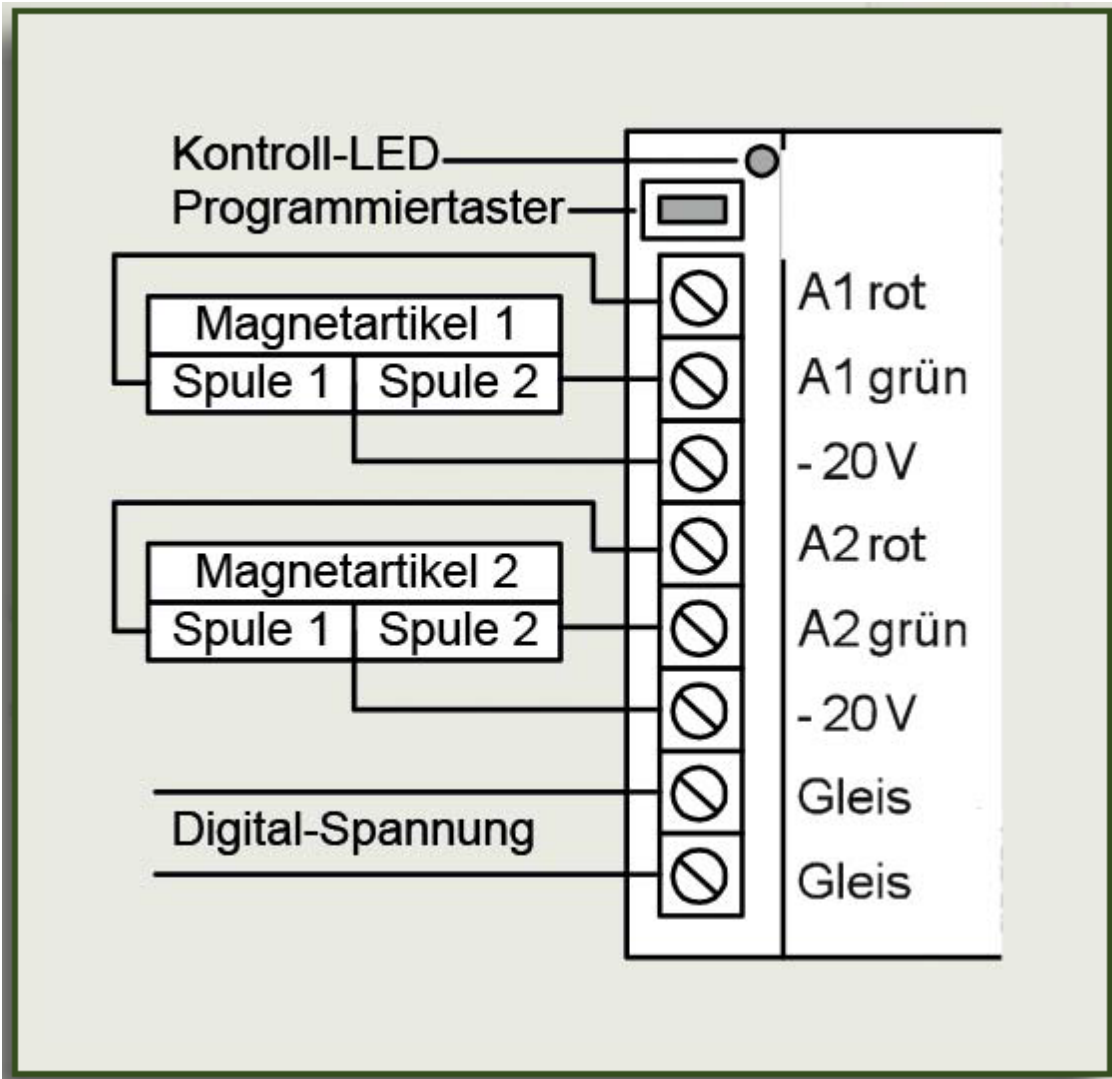 Kontroll-LED
Programmiertaster
Magnetartikel 1
Spule 1 Spule 2
A1 rot
A1 grün
- 20 V
Magnetartikel 2
Spule 1 Spule 2
A2 rot
A2 grün
- 20 V
Digital-Spannung
Gleis
Gleis